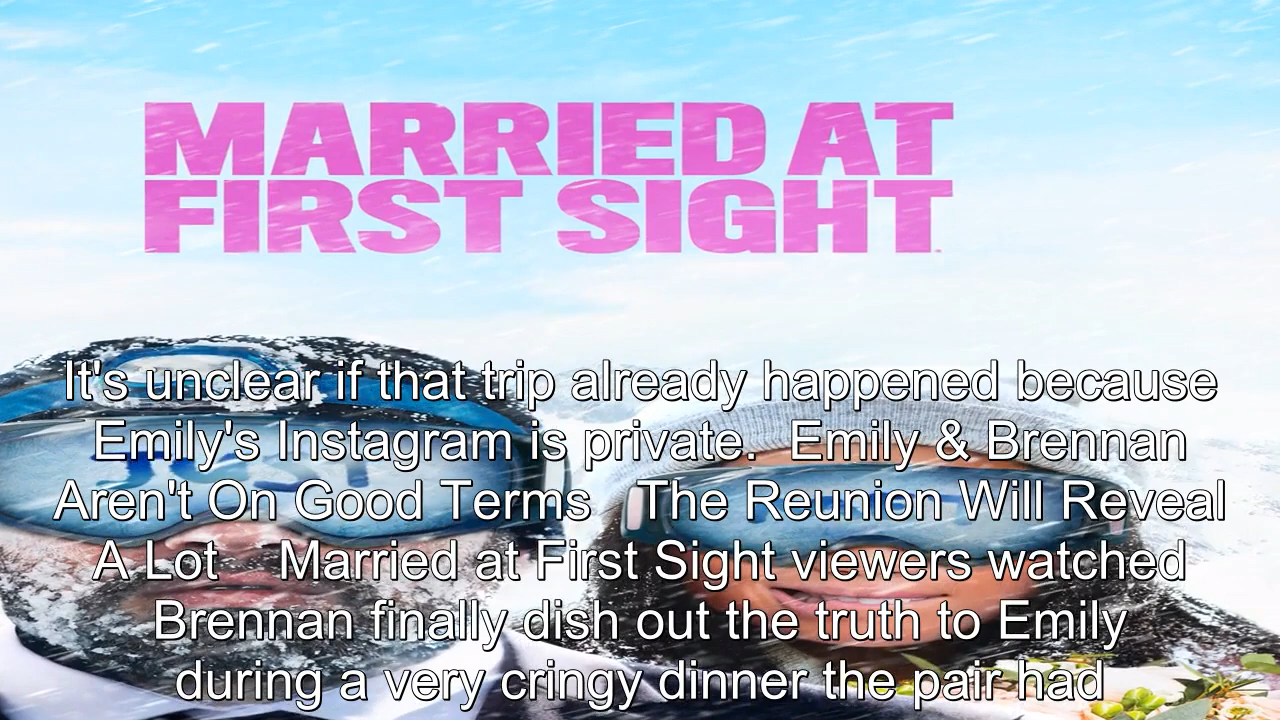 MARRIED AT
FIRST SIGHT
It's unclear if that trip already happened because
Emily's Instagram is private.  Emily & Brennan
Aren't On Good Terms   The Reunion Will Reveal
A Lot    Married at First Sight viewers watched
Brennan finally dish out the truth to Emily
during a very cringy dinner the pair had